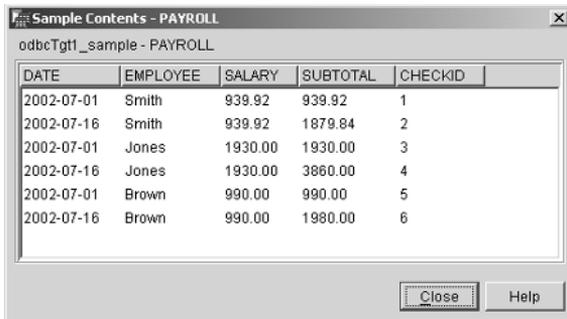 Sample Contents - PAYROLL
odbcTgt1_sample - PAYROLL
DATE EMPLOYEE SALARY SUBTOTAL CHECKID
2002-07-01 Smith 939.92 939.92 1
2002-07-16 Smith 939.92 1879.84 2
2002-07-01 Jones 1930.00 1930.00 3
2002-07-16 Jones 1930.00 3860.00 4
2002-07-01 Brown 990.00 990.00 5
2002-07-16 Brown 990.00 1980.00 6
Close Help